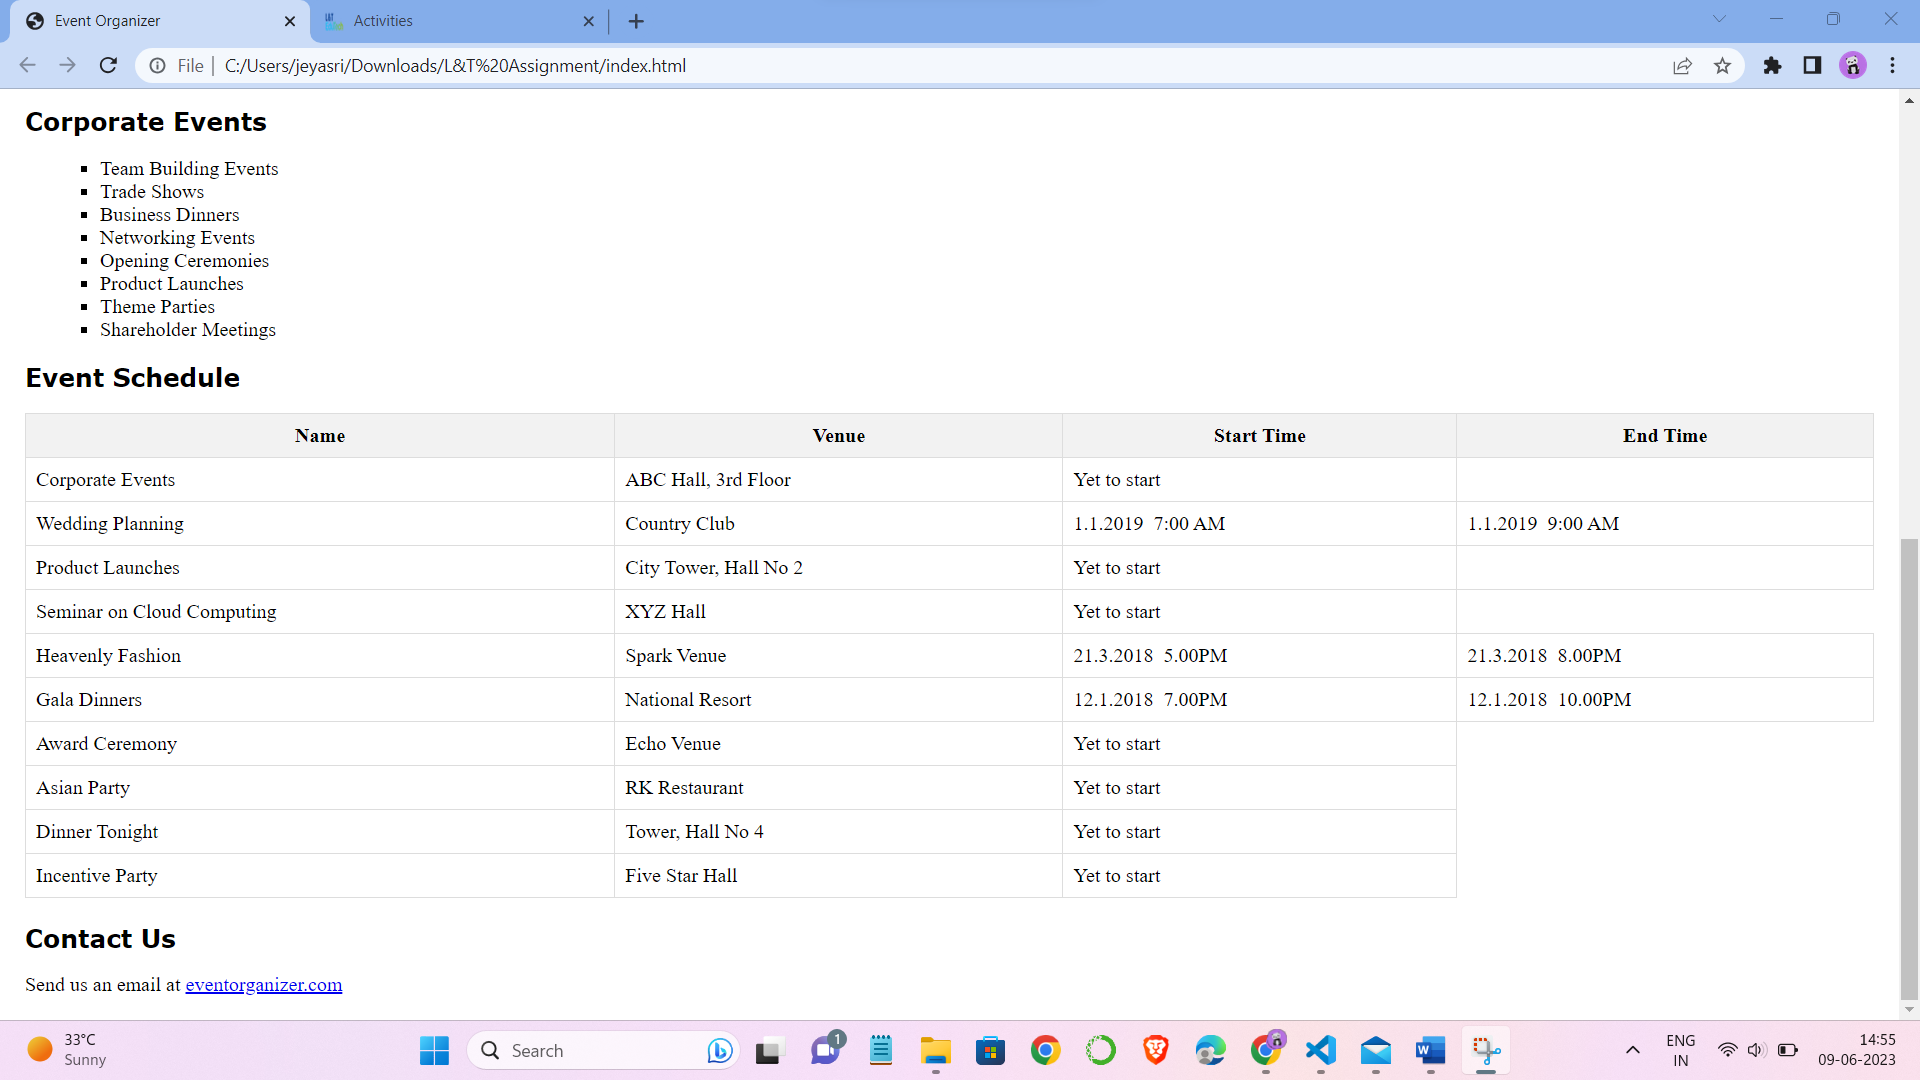 Event Organizer
Activities
File | C:/Users/jeyasri/Downloads/L&T%20Assignment/index.html
Corporate Events
Team Building Events
Trade Shows
Business Dinners
Networking Events
Opening Ceremonies
Product Launches
Theme Parties
Shareholder Meetings
Event Schedule
Name Venue Start Time End Time
Corporate Events ABC Hall, 3rd Floor Yet to start
Wedding Planning Country Club 1.1.2019 7:00 AM 1.1.2019 9:00 AM
Product Launches City Tower, Hall No 2 Yet to start
Seminar on Cloud Computing XYZ Hall Yet to start
Heavenly Fashion Spark Venue 21.3.2018 5.00PM 21.3.2018 8.00PM
Gala Dinners National Resort 12.1.2018 7.00PM 12.1.2018 10.00PM
Award Ceremony Echo Venue Yet to start
Asian Party RK Restaurant Yet to start
Dinner Tonight Tower, Hall No 4 Yet to start
Incentive Party Five Star Hall Yet to start
Contact Us
Send us an email at eventorganizer.com
33°C
Sunny
Search
1
W
ENG
IN
14:55
09-06-2023